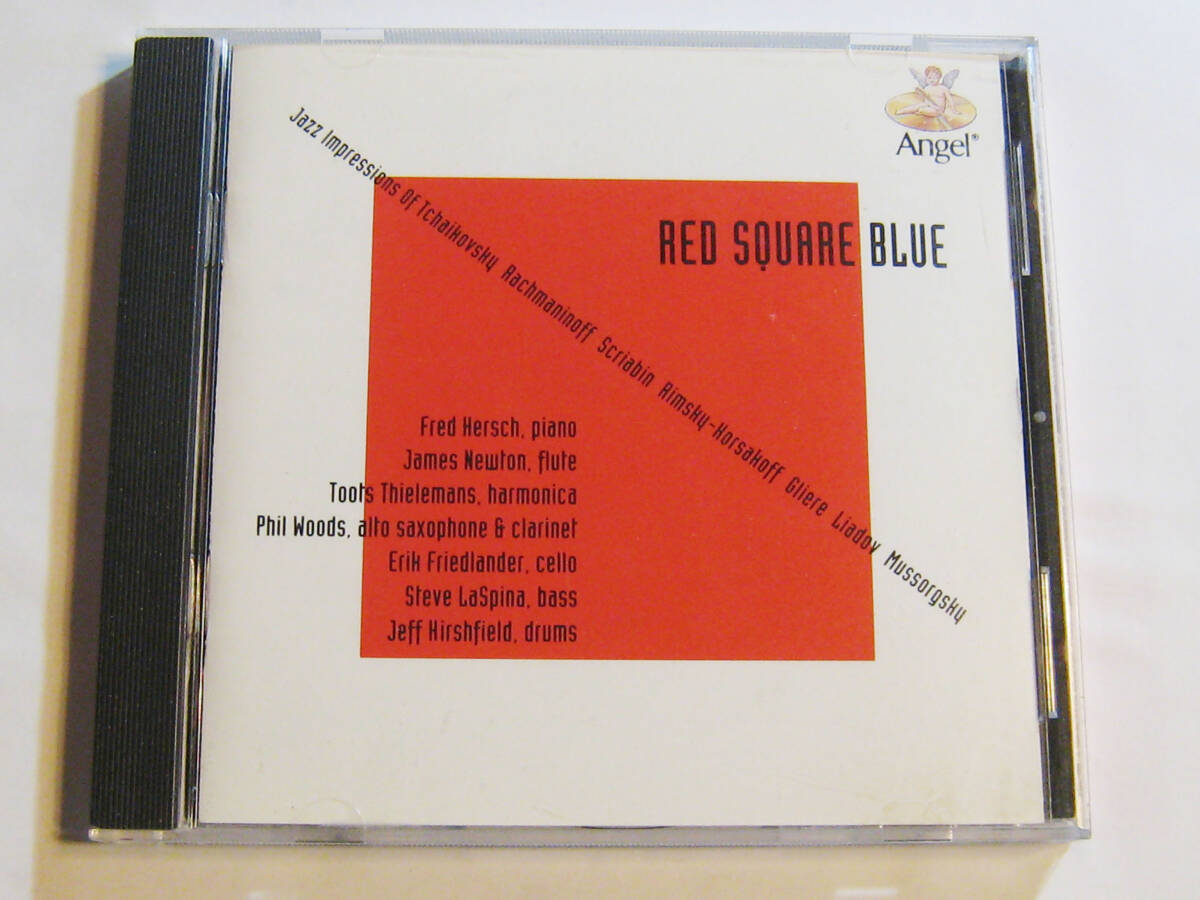 Angel®
Jazz Impressions Of Tchaikovsky Rachmaninoff Scriabin Rimsky-Korsakoff Gliere Liadov Mussorgsky
RED SQUARE BLUE
Fred Hersch, piano
James Newton, flute
Toots Thielemans, harmonica
Phil Woods, alto saxophone & clarinet
Erik Friedlander, cello
Steve LaSpina, bass
Jeff Hirshfield, drums